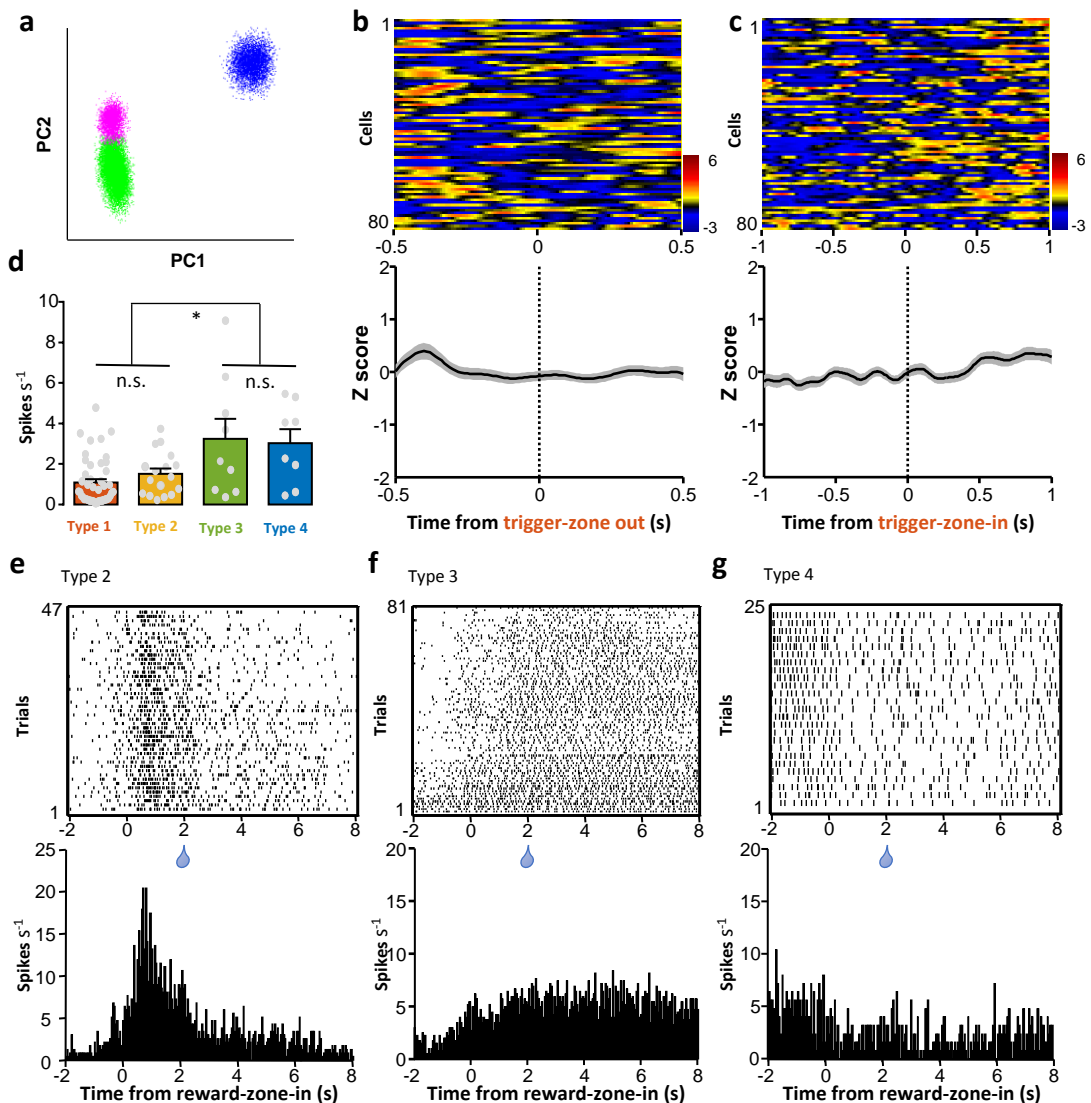 a
PC2
PC1
b
1
Cells
80
6
-3
-0.5
0
0.5
2
1
0
-1
-2
Z score
-0.5
0
0.5
Time from trigger-zone out (s)
c
1
Cells
80
6
-3
-1
-0.5
0
0.5
1
2
1
0
-1
-2
Z score
-1
-0.5
0
0.5
1
Time from trigger-zone-in (s)
d
10
8
6
4
2
0
Spikes s⁻¹
*
n.s.
n.s.
Type 1
Type 2
Type 3
Type 4
e
Type 2
47
Trials
1
-2
0
2
4
6
8
25
20
15
10
5
0
Spikes s⁻¹
-2
0
2
4
6
8
Time from reward-zone-in (s)
f
Type 3
81
Trials
1
-2
0
2
4
6
8
20
15
10
5
0
Spikes s⁻¹
-2
0
2
4
6
8
Time from reward-zone-in (s)
g
Type 4
25
Trials
1
-2
0
2
4
6
8
20
15
10
5
0
Spikes s⁻¹
-2
0
2
4
6
8
Time from reward-zone-in (s)